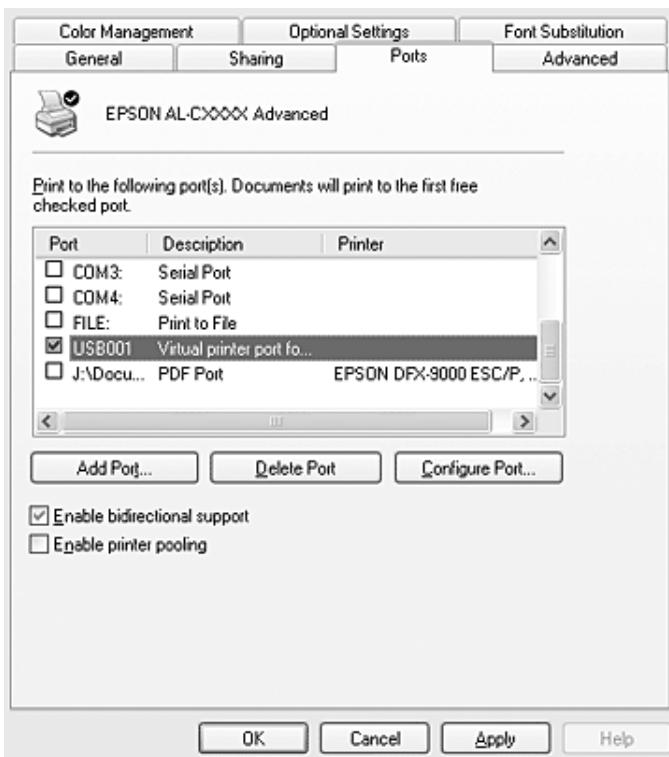 Color Management Optional Settings Font Substitution
General Sharing Ports Advanced
EPSON AL-CXXXX Advanced
Print to the following port(s). Documents will print to the first free
checked port.
Port Description Printer
COM3: Serial Port
COM4: Serial Port
FILE: Print to File
USB001 Virtual printer port fo...
J:\Docu... PDF Port EPSON DFX-9000 ESC/P, ...
Add Port... Delete Port Configure Port...
Enable bidirectional support
Enable printer pooling
OK Cancel Apply Help